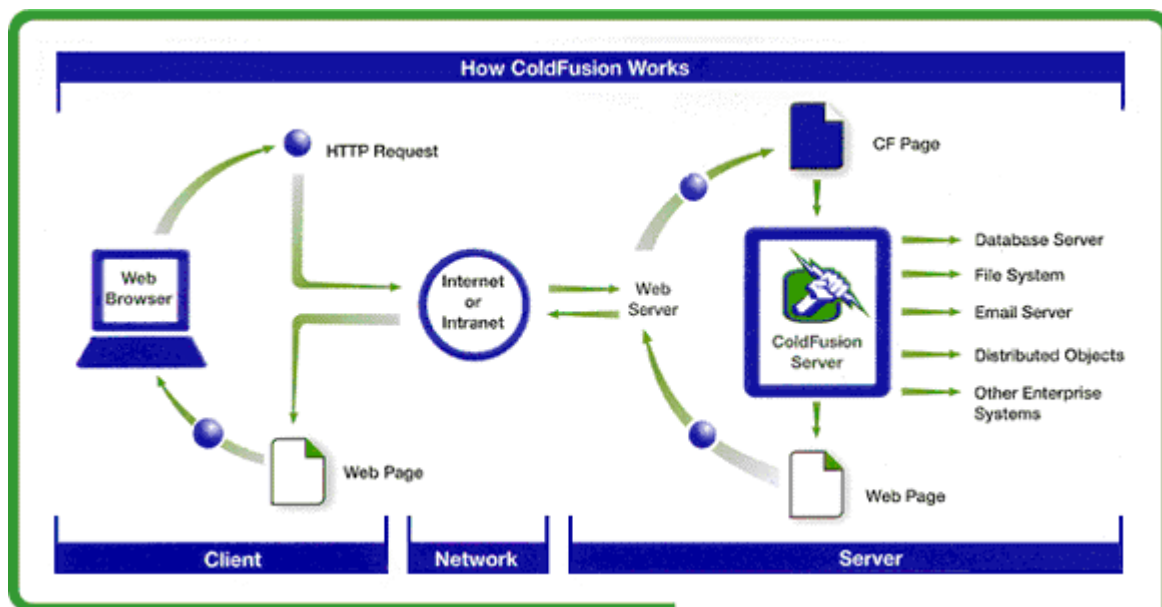 How ColdFusion Works
HTTP Request
CF Page
Web
Browser
Internet
or
Intranet
Web
Server
ColdFusion
Server
Database Server
File System
Email Server
Distributed Objects
Other Enterprise
Systems
Web Page
Web Page
Client
Network
Server